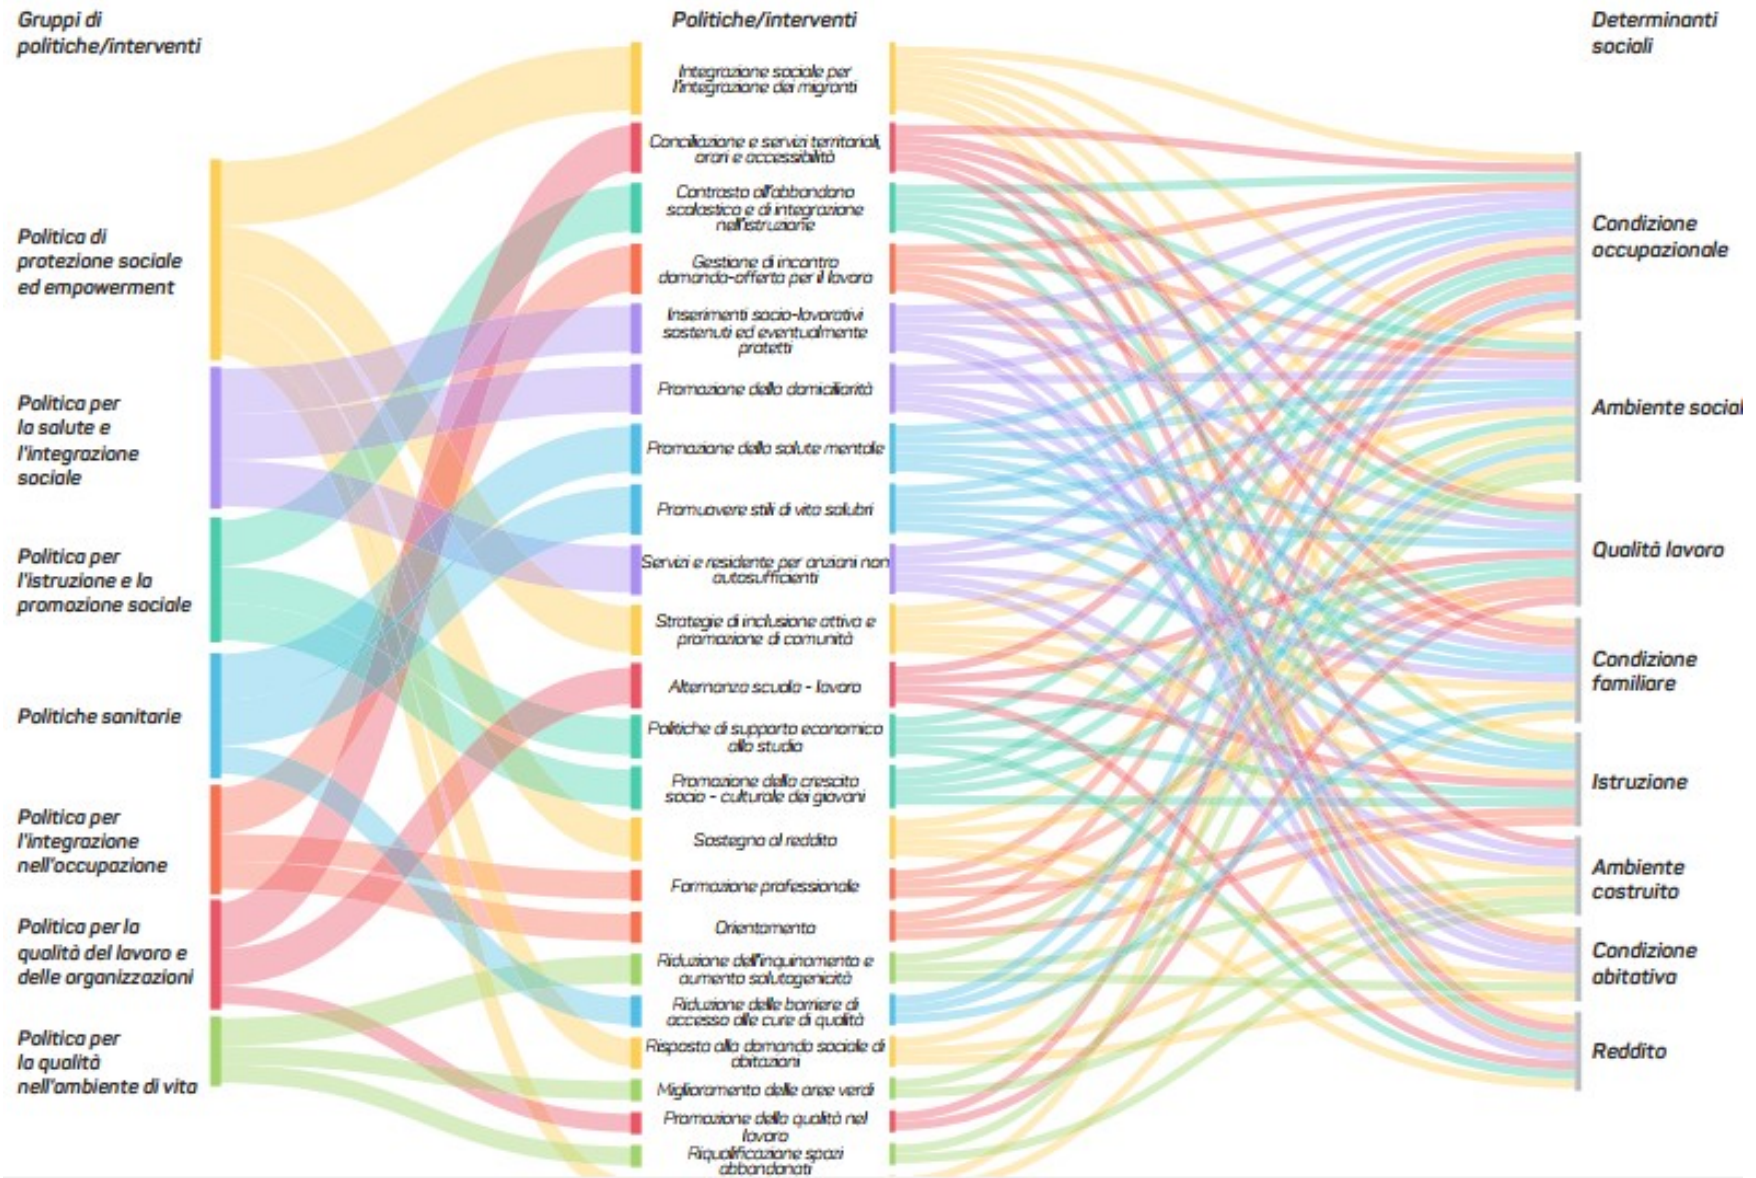 Gruppi di
politiche/interventi
Politica di
protezione sociale
ed empowerment
Politica per
la salute e
l'integrazione
sociale
Politica per
l'istruzione e la
promozione sociale
Politiche sanitarie
Politica per
l'integrazione
nell'occupazione
Politica per la
qualità del lavoro e
delle organizzazioni
Politica per
la qualità
nell'ambiente di vita
Politiche/interventi
Integrazione sociale per
l'integrazione dei migranti
Conciliazione e servizi territoriali,
orari e accessibilità
Contrasto all'abbandono
scolastico e di integrazione
nell'istruzione
Gestione di incontro
domanda-offerta per il lavoro
Inserimenti socio-lavorativi
sostenuti ed eventualmente
protetti
Promozione della domiciliarità
Promozione della salute mentale
Promuovere stili di vita salubri
Servizi e residente per anziani non
autosufficienti
Strategie di inclusione attiva e
promozione di comunità
Alternanza scuola - lavoro
Politiche di supporto economico
allo studio
Promozione della crescita
socio - culturale dei giovani
Sostegno al reddito
Formazione professionale
Orientamento
Riduzione dell'inquinamento e
aumento salutagenicità
Riduzione delle barriere di
accesso alle cure di qualità
Risposta alla domanda sociale di
abitazioni
Miglioramento delle aree verdi
Promozione della qualità nel
lavoro
Riqualificazione spazi
abbandonati
Determinanti
sociali
Condizione
occupazionale
Ambiente social
Qualità lavoro
Condizione
familiare
Istruzione
Ambiente
costruito
Condizione
abitativa
Reddito